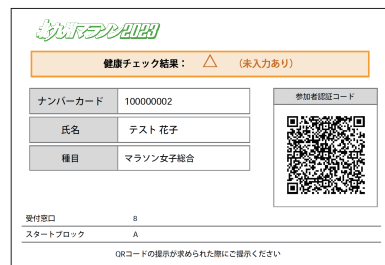 北九州マラソン2023
健康チェック結果： △ （未入力あり）
ナンバーカード 100000002
氏名 テスト 花子
種目 マラソン女子総合
参加者認証コード
受付窓口 B
スタートブロック A
QRコードの提示が求められた際にご提示ください